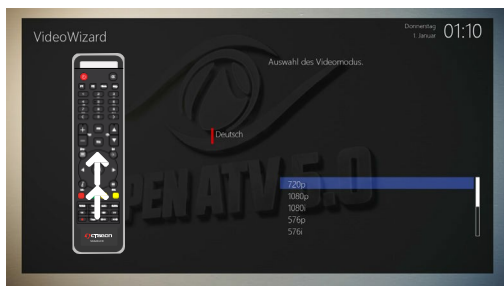 VideoWizard
Donnerstag
1. Januar
01:10
Auswahl des Videomodus.
Deutsch
720p
1080p
1080i
576p
576i
OPEN ATV 5.0
OCTAGON